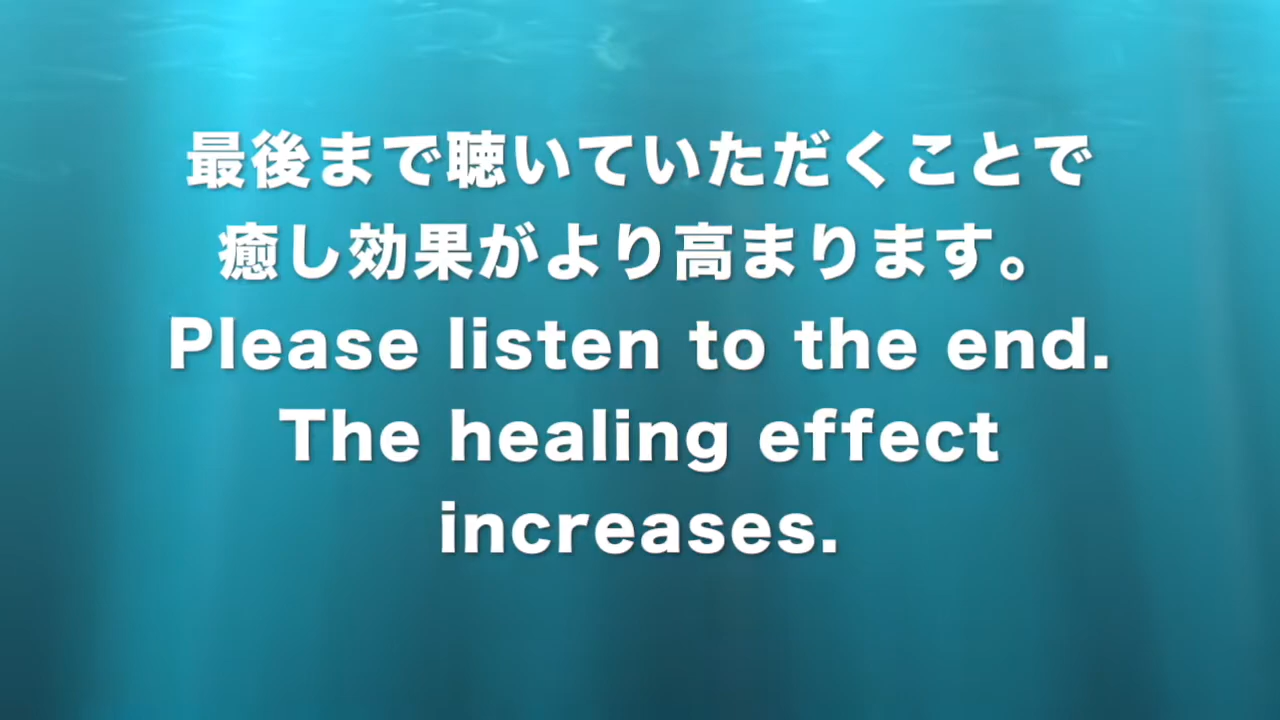 最後まで聴いていただくことで
癒し効果がより高まります。
Please listen to the end.
The healing effect
increases.